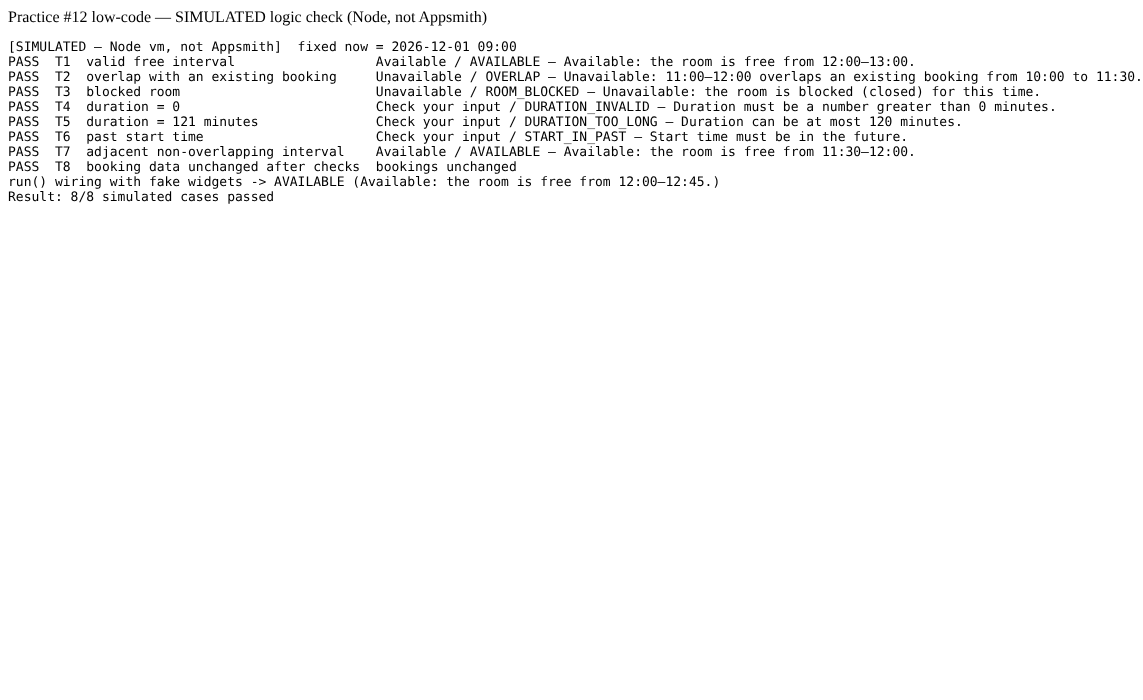 Practice #12 low-code — SIMULATED logic check (Node, not Appsmith)
[SIMULATED — Node vm, not Appsmith]  fixed now = 2026-12-01 09:00
PASS  T1  valid free interval                  Available / AVAILABLE — Available: the room is free from 12:00–13:00.
PASS  T2  overlap with an existing booking     Unavailable / OVERLAP — Unavailable: 11:00–12:00 overlaps an existing booking from 10:00 to 11:30.
PASS  T3  blocked room                         Unavailable / ROOM_BLOCKED — Unavailable: the room is blocked (closed) for this time.
PASS  T4  duration = 0                         Check your input / DURATION_INVALID — Duration must be a number greater than 0 minutes.
PASS  T5  duration = 121 minutes               Check your input / DURATION_TOO_LONG — Duration can be at most 120 minutes.
PASS  T6  past start time                      Check your input / START_IN_PAST — Start time must be in the future.
PASS  T7  adjacent non-overlapping interval    Available / AVAILABLE — Available: the room is free from 11:30–12:00.
PASS  T8  booking data unchanged after checks  bookings unchanged
run() wiring with fake widgets -> AVAILABLE (Available: the room is free from 12:00–12:45.)
Result: 8/8 simulated cases passed